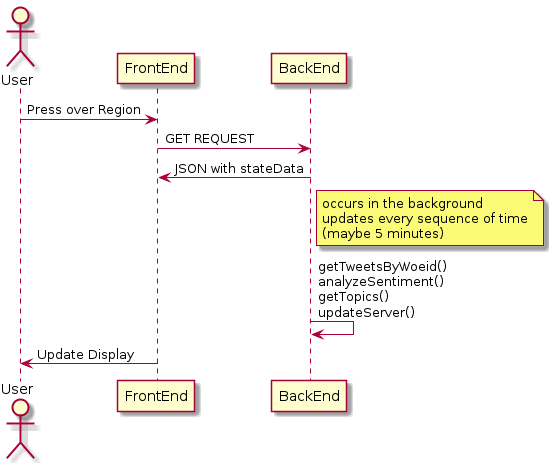 User
FrontEnd
BackEnd
Press over Region
GET REQUEST
JSON with stateData
occurs in the background
updates every sequence of time
(maybe 5 minutes)
getTweetsByWoeid()
analyzeSentiment()
getTopics()
updateServer()
Update Display
User
FrontEnd
BackEnd